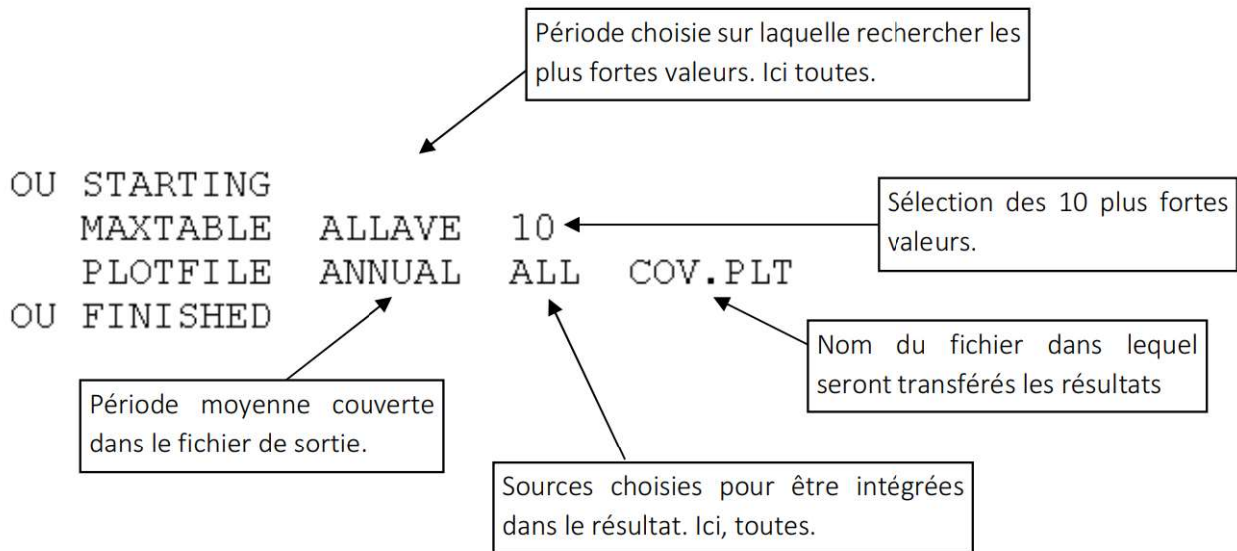 Période choisie sur laquelle rechercher les
plus fortes valeurs. Ici toutes.
OU STARTING
MAXTABLE ALLAVE 10
PLOTFILE ANNUAL ALL COV.PLT
OU FINISHED
Sélection des 10 plus fortes
valeurs.
Nom du fichier dans lequel
seront transférés les résultats
Période moyenne couverte
dans le fichier de sortie.
Sources choisies pour être intégrées
dans le résultat. Ici, toutes.